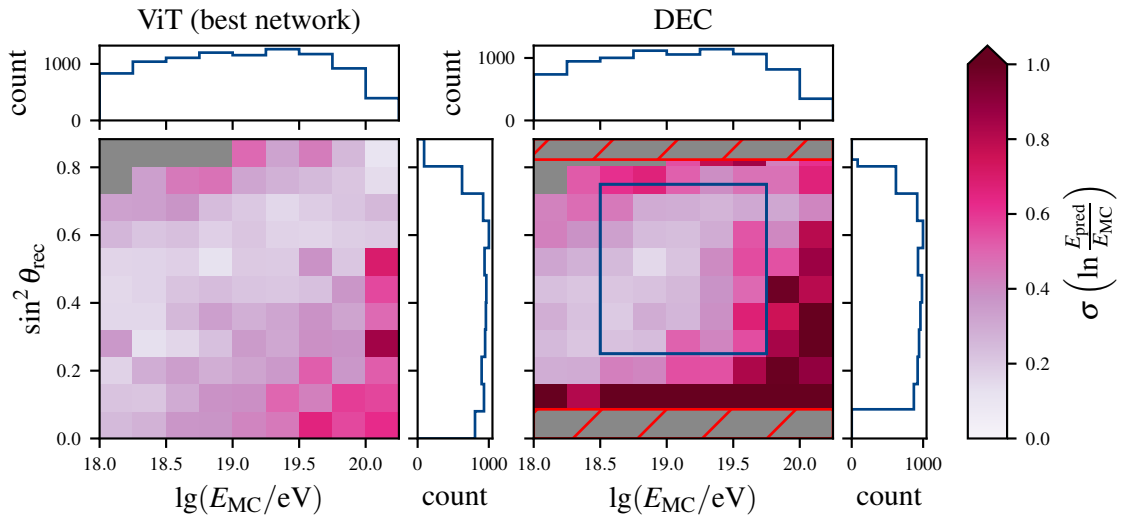 ViT (best network)
DEC
count
1000
0
count
1000
0
sin² θrec
0.8
0.6
0.4
0.2
0.0
18.0 18.5 19.0 19.5 20.0
lg(EMC/eV)
0 1000
count
18.0 18.5 19.0 19.5 20.0
lg(EMC/eV)
0 1000
count
1.0
0.8
0.6
0.4
0.2
0.0
σ (ln Epred/EMC)